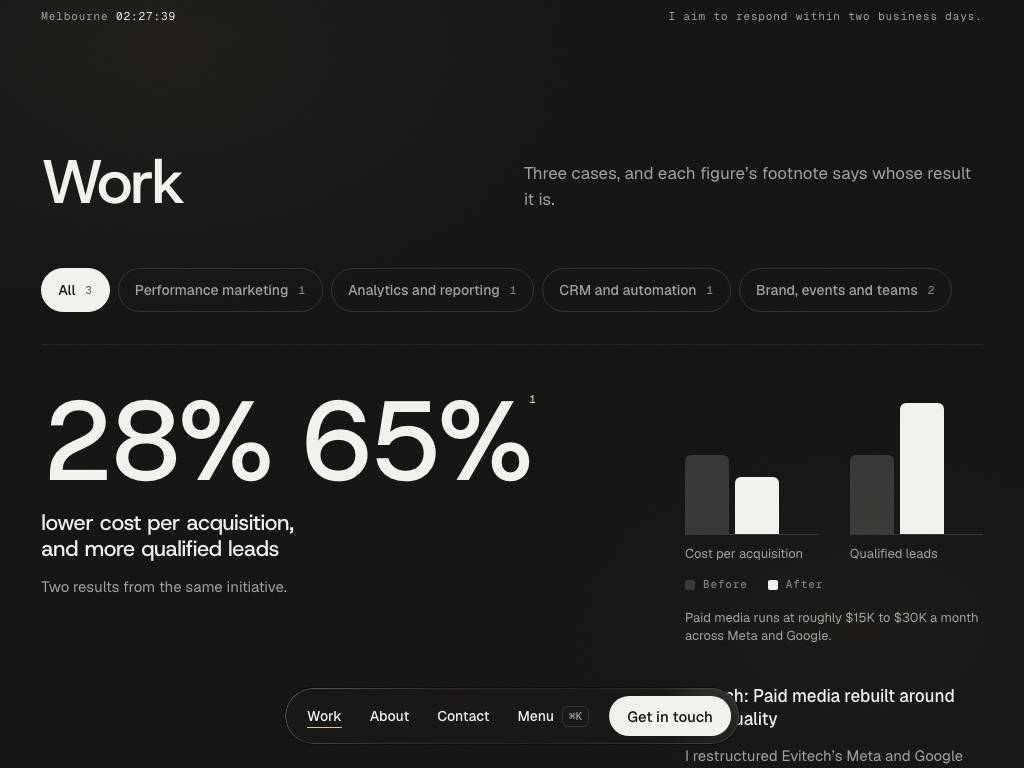 Melbourne 02:27:39
I aim to respond within two business days.
Work
Three cases, and each figure’s footnote says whose result
it is.
All 3
Performance marketing 1
Analytics and reporting 1
CRM and automation 1
Brand, events and teams 2
28% 65% 1
lower cost per acquisition,
and more qualified leads
Two results from the same initiative.
Cost per acquisition
Qualified leads
Before
After
Paid media runs at roughly $15K to $30K a month
across Meta and Google.
Paid media rebuilt around
I restructured Evitech’s Meta and Google
Work
About
Contact
Menu ⌘K
Get in touch